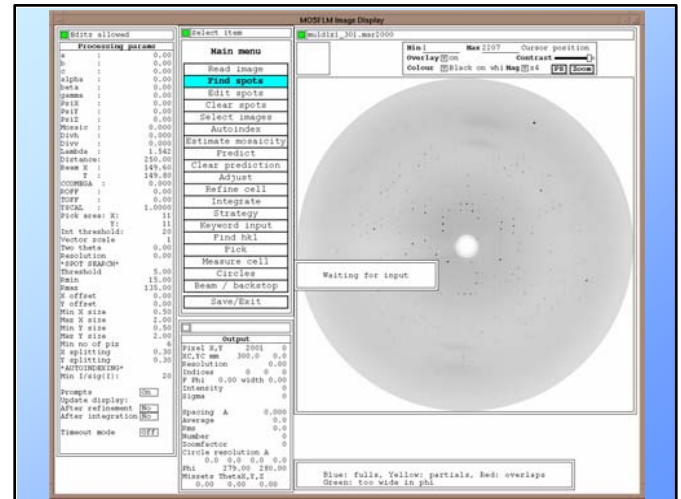 MOSFLM Image Display
Edits allowed
Processing params
a : 0.00
b : 0.00
c : 0.00
alpha : 0.00
beta : 0.00
gamma : 0.00
PsiX : 0.00
PsiY : 0.00
PsiZ : 0.00
Mosaic : 0.000
Divh : 0.000
Divv : 0.000
Lambda : 1.542
Distance: 250.00
Beam X : 149.60
Y : 149.80
CCOMEGA : 0.000
ROFF : 0.00
TOFF : 0.00
YSCAL : 1.0000
Pick area: X: 11
Y: 11
Int threshold: 20
Vector scale 1
Two theta 0.00
Resolution 0.00
*SPOT SEARCH*
Threshold 5.00
Rmin 15.00
Rmax 135.00
X offset 0.00
Y offset 0.00
Min X size 0.50
Max X size 2.00
Min Y size 0.50
Max Y size 2.00
Min no of pix 6
X splitting 0.30
Y splitting 0.30
*AUTOINDEXING*
Min I/sig(I): 20
Prompts On
Update display:
After refinement No
After integration No
Timeout mode Off
Select item
Main menu
Read image
Find spots
Edit spots
Clear spots
Select images
Autoindex
Estimate mosaicity
Predict
Clear prediction
Adjust
Refine cell
Integrate
Strategy
Keyword input
Find hkl
Pick
Measure cell
Circles
Beam / backstop
Save/Exit
Output
Pixel X,Y 2001 0
XC,YC mm 300.0 0.0
Resolution 0.00
Indices 0 0 0
F Phi 0.00 width 0.00
Intensity 0
Sigma 0
Spacing A 0.000
Average 0.0
Rms 0.0
Number 0
Zoomfactor 0
Circle resolution A
0.0 0.0 0.0 0.0
Phi 279.00 280.00
Missets ThetaX,Y,Z
0.00 0.00 0.00
Min 1 Max 2207 Cursor position
Overlay on Contrast
Colour Black on whi Mag x4 PS Zoom
Waiting for input
Blue: fulls, Yellow: partials, Red: overlaps
Green: too wide in phi